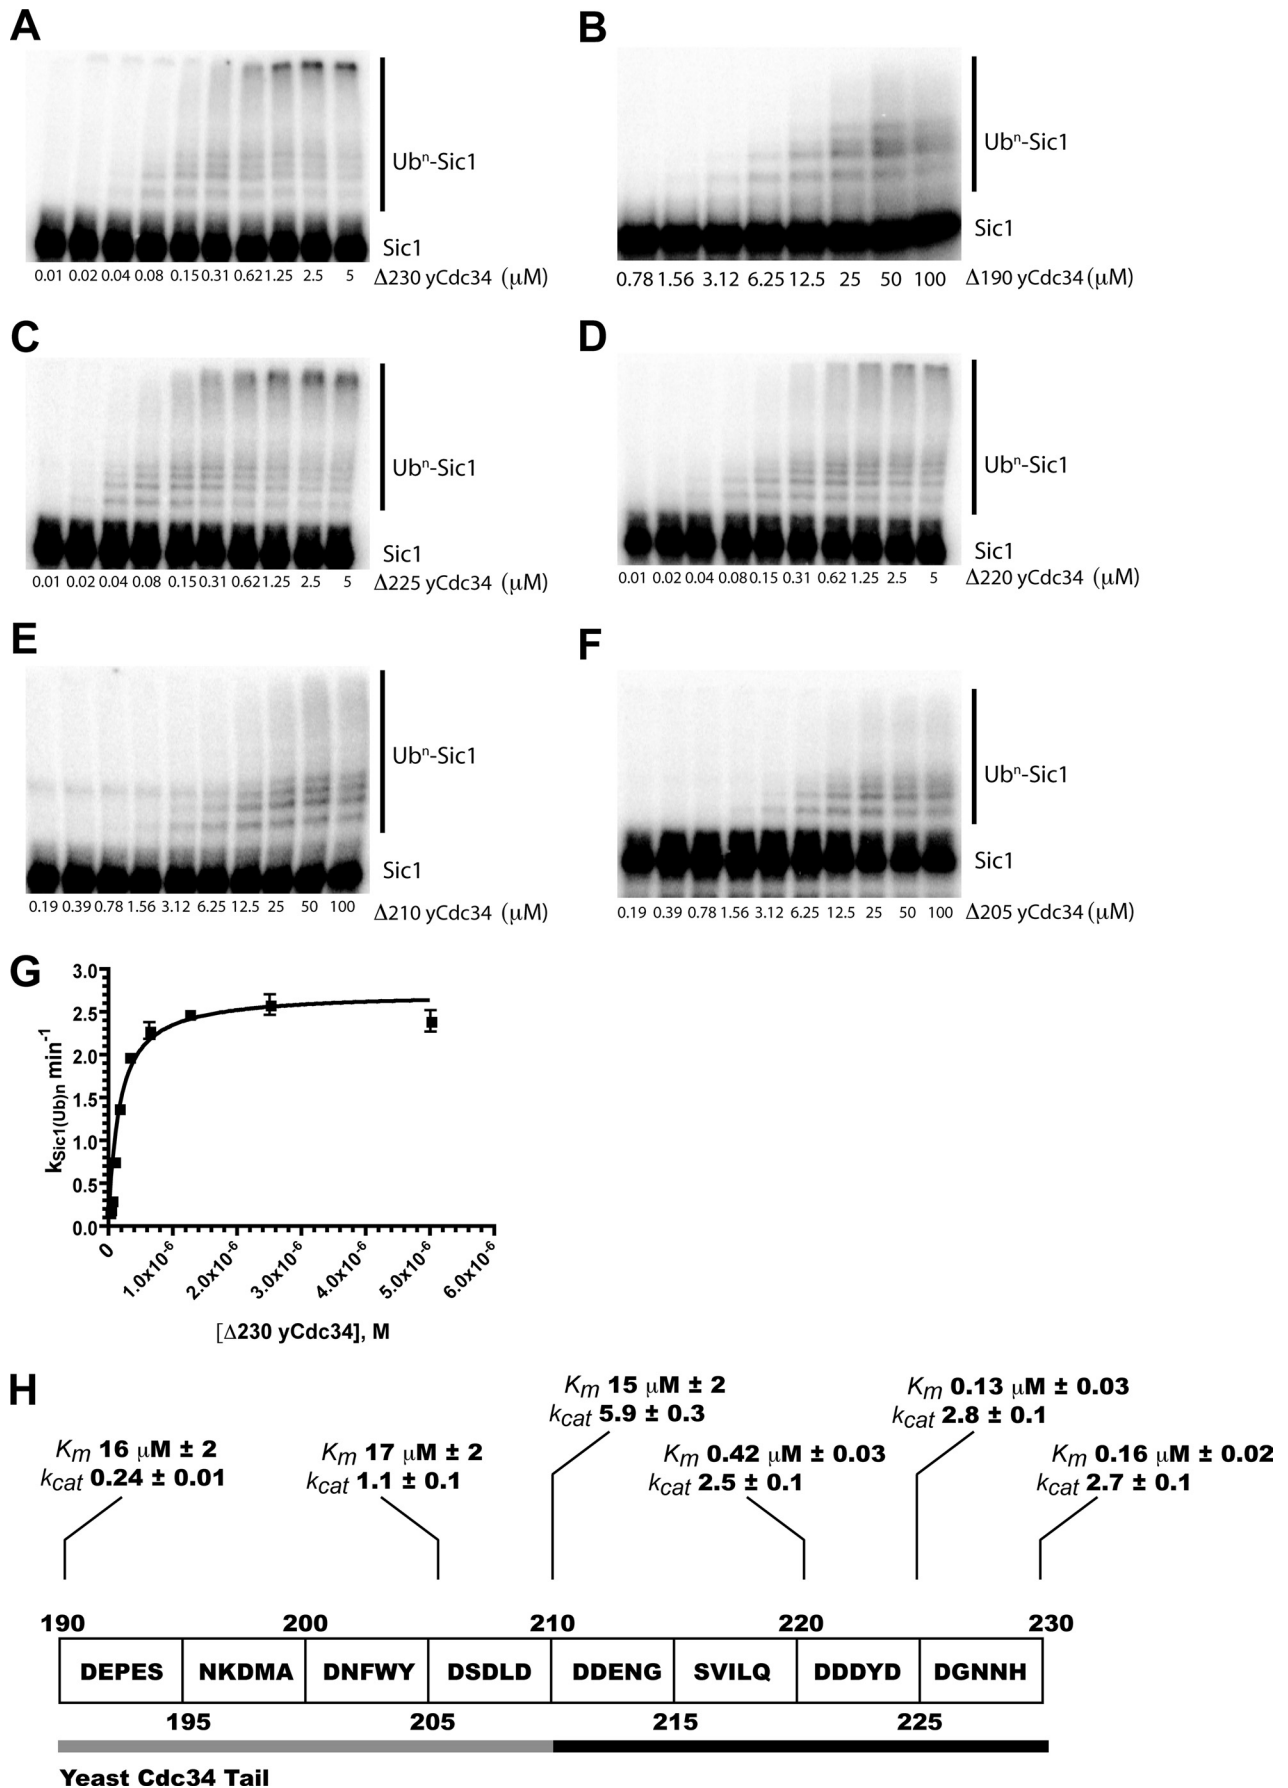 A
Ubⁿ-Sic1
Sic1
0.01 0.02 0.04 0.08 0.15 0.31 0.62 1.25 2.5 5 Δ230 yCdc34 (μM)
B
Ubⁿ-Sic1
Sic1
0.78 1.56 3.12 6.25 12.5 25 50 100 Δ190 yCdc34 (μM)
C
Ubⁿ-Sic1
Sic1
0.01 0.02 0.04 0.08 0.15 0.31 0.62 1.25 2.5 5 Δ225 yCdc34 (μM)
D
Ubⁿ-Sic1
Sic1
0.01 0.02 0.04 0.08 0.15 0.31 0.62 1.25 2.5 5 Δ220 yCdc34 (μM)
E
Ubⁿ-Sic1
Sic1
0.19 0.39 0.78 1.56 3.12 6.25 12.5 25 50 100 Δ210 yCdc34 (μM)
F
Ubⁿ-Sic1
Sic1
0.19 0.39 0.78 1.56 3.12 6.25 12.5 25 50 100 Δ205 yCdc34 (μM)
G
kSic1(Ub)n min⁻¹
3.0
2.5
2.0
1.5
1.0
0.5
0.0
0 1.0x10⁻⁶ 2.0x10⁻⁶ 3.0x10⁻⁶ 4.0x10⁻⁶ 5.0x10⁻⁶ 6.0x10⁻⁶
[Δ230 yCdc34], M
H
Km 16 μM ± 2
kcat 0.24 ± 0.01
Km 17 μM ± 2
kcat 1.1 ± 0.1
Km 15 μM ± 2
kcat 5.9 ± 0.3
Km 0.42 μM ± 0.03
kcat 2.5 ± 0.1
Km 0.13 μM ± 0.03
kcat 2.8 ± 0.1
Km 0.16 μM ± 0.02
kcat 2.7 ± 0.1
190 200 210 220 230
DEPES NKDMA DNFWY DSDLD DDENG SVILQ DDDYD DGNNH
195 205 215 225
Yeast Cdc34 Tail